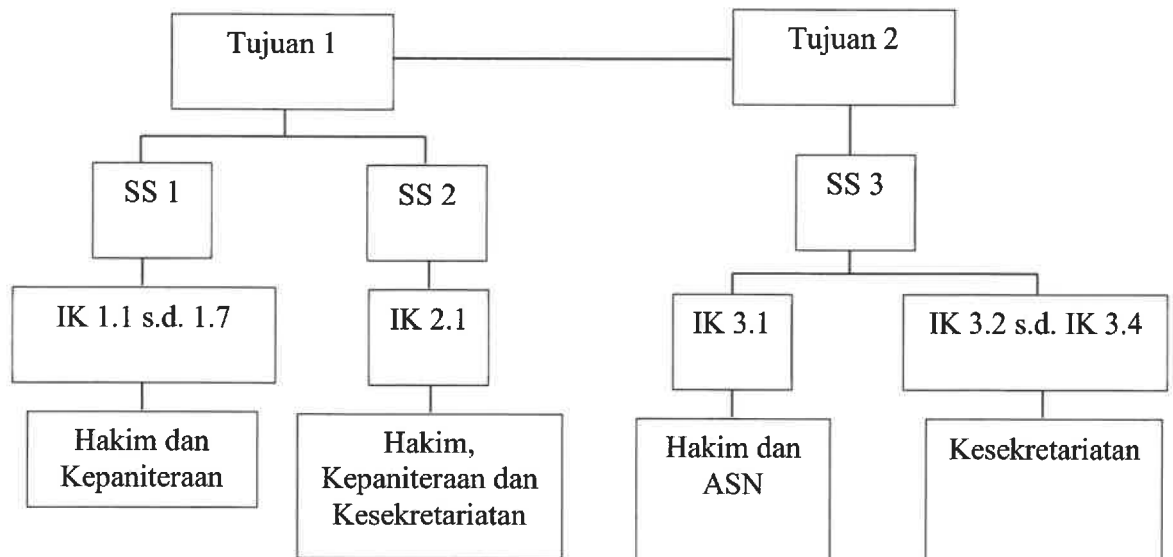 Tujuan 1
Tujuan 2
SS 1
SS 2
SS 3
IK 1.1 s.d. 1.7
IK 2.1
IK 3.1
IK 3.2 s.d. IK 3.4
Hakim dan
Kepaniteraan
Hakim,
Kepaniteraan dan
Kesekretariatan
Hakim dan
ASN
Kesekretariatan